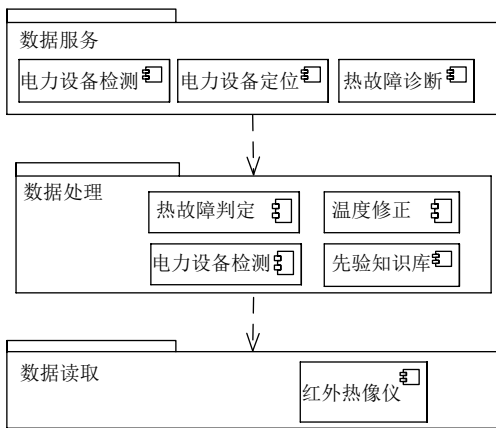 数据服务
电力设备检测 电力设备定位 热故障诊断
数据处理
热故障判定 温度修正
电力设备检测 先验知识库
数据读取
红外热像仪